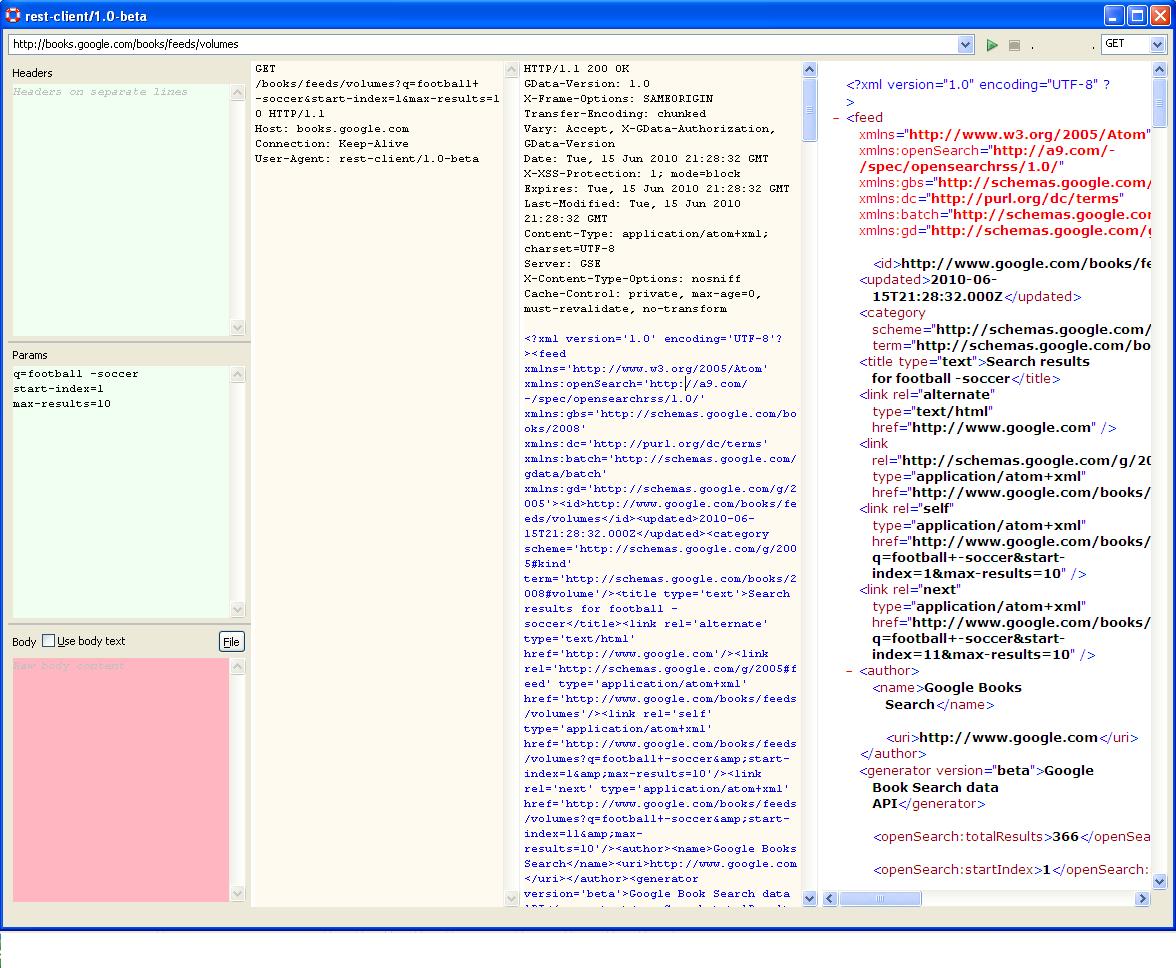 rest-client/1.0-beta
http://books.google.com/books/feeds/volumes
GET
Headers
Headers on separate lines
Params
q=football -soccer
start-index=1
max-results=10
Body
Use body text
File
Raw body content
GET
/books/feeds/volumes?q=football+
-soccer&start-index=1&max-results=1
0 HTTP/1.1
Host: books.google.com
Connection: Keep-Alive
User-Agent: rest-client/1.0-beta
HTTP/1.1 200 OK
GData-Version: 1.0
X-Frame-Options: SAMEORIGIN
Transfer-Encoding: chunked
Vary: Accept, X-GData-Authorization,
GData-Version
Date: Tue, 15 Jun 2010 21:28:32 GMT
X-XSS-Protection: 1; mode=block
Expires: Tue, 15 Jun 2010 21:28:32 GMT
Last-Modified: Tue, 15 Jun 2010
21:28:32 GMT
Content-Type: application/atom+xml;
charset=UTF-8
Server: GSE
X-Content-Type-Options: nosniff
Cache-Control: private, max-age=0,
must-revalidate, no-transform
<?xml version='1.0' encoding='UTF-8'?
><feed
xmlns='http://www.w3.org/2005/Atom'
xmlns:openSearch='http://a9.com/
-/spec/opensearchrss/1.0/'
xmlns:gbs='http://schemas.google.com/bo
oks/2008'
xmlns:dc='http://purl.org/dc/terms'
xmlns:batch='http://schemas.google.com/
gdata/batch'
xmlns:gd='http://schemas.google.com/g/2
005'><id>http://www.google.com/books/fe
eds/volumes</id><updated>2010-06-
15T21:28:32.000Z</updated><category
scheme='http://schemas.google.com/g/200
5#kind'
term='http://schemas.google.com/books/2
008#volume'/><title type='text'>Search
results for football -
soccer</title><link rel='alternate'
type='text/html'
href='http://www.google.com'/><link
rel='http://schemas.google.com/g/2005#f
eed' type='application/atom+xml'
href='http://www.google.com/books/feeds
/volumes'/><link rel='self'
type='application/atom+xml'
href='http://www.google.com/books/feeds
/volumes?q=football+-soccer&amp;start-
index=1&amp;max-results=10'/><link
rel='next' type='application/atom+xml'
href='http://www.google.com/books/feeds
/volumes?q=football+-soccer&amp;start-
index=11&amp;max-
results=10'/><author><name>Google Books
Search</name><uri>http://www.google.com
</uri></author><generator
version='beta'>Google Book Search data
<?xml version="1.0" encoding="UTF-8" ?
>
- <feed
xmlns="http://www.w3.org/2005/Atom"
xmlns:openSearch="http://a9.com/-
/spec/opensearchrss/1.0/"
xmlns:gbs="http://schemas.google.com/
xmlns:dc="http://purl.org/dc/terms"
xmlns:batch="http://schemas.google.com
xmlns:gd="http://schemas.google.com/g
<id>http://www.google.com/books/fe
<updated>2010-06-
15T21:28:32.000Z</updated>
<category
scheme="http://schemas.google.com/
term="http://schemas.google.com/bo
<title type="text">Search results
for football -soccer</title>
<link rel="alternate"
type="text/html"
href="http://www.google.com" />
<link
rel="http://schemas.google.com/g/20
type="application/atom+xml"
href="http://www.google.com/books/
<link rel="self"
type="application/atom+xml"
href="http://www.google.com/books/
q=football+-soccer&start-
index=1&max-results=10" />
<link rel="next"
type="application/atom+xml"
href="http://www.google.com/books/
q=football+-soccer&start-
index=11&max-results=10" />
- <author>
<name>Google Books
Search</name>
<uri>http://www.google.com</uri>
</author>
<generator version="beta">Google
Book Search data
API</generator>
<openSearch:totalResults>366</openSea
<openSearch:startIndex>1</openSearch: